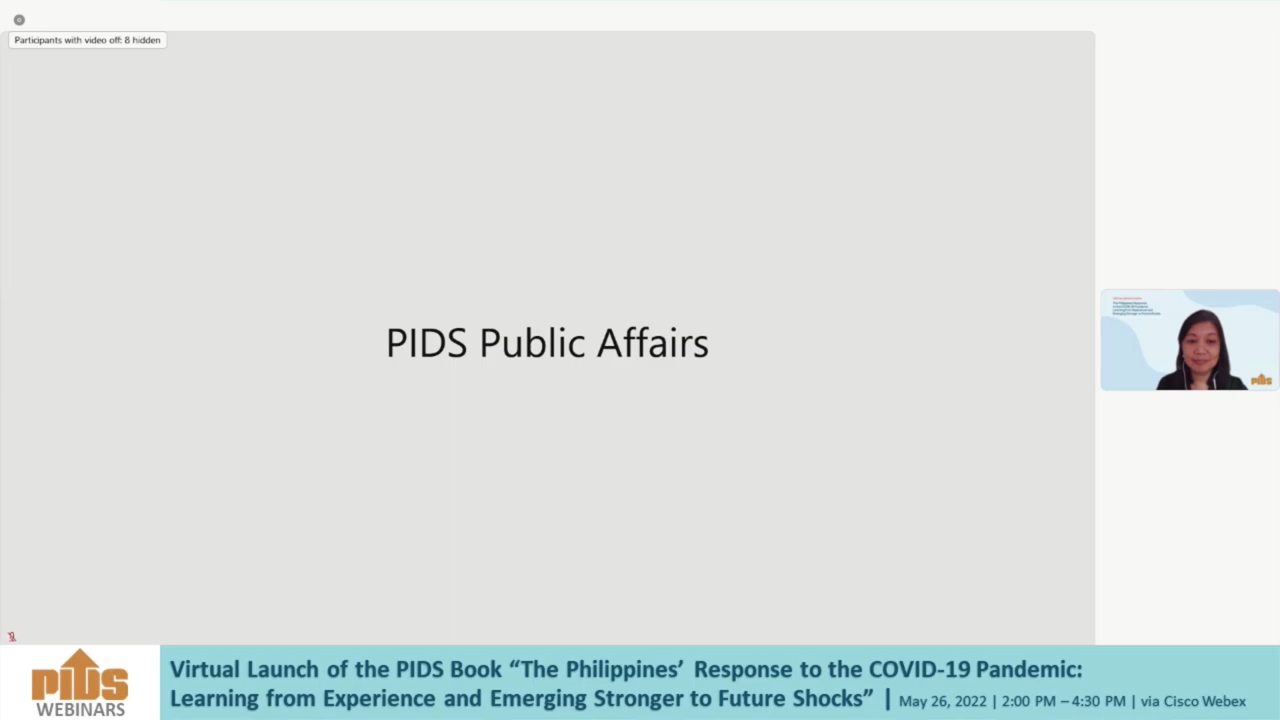 Participants with video off: 8 hidden
PIDS Public Affairs
PIDS
PIDS
WEBINARS
Virtual Launch of the PIDS Book “The Philippines’ Response to the COVID-19 Pandemic:
Learning from Experience and Emerging Stronger to Future Shocks” | May 26, 2022 | 2:00 PM – 4:30 PM | via Cisco Webex